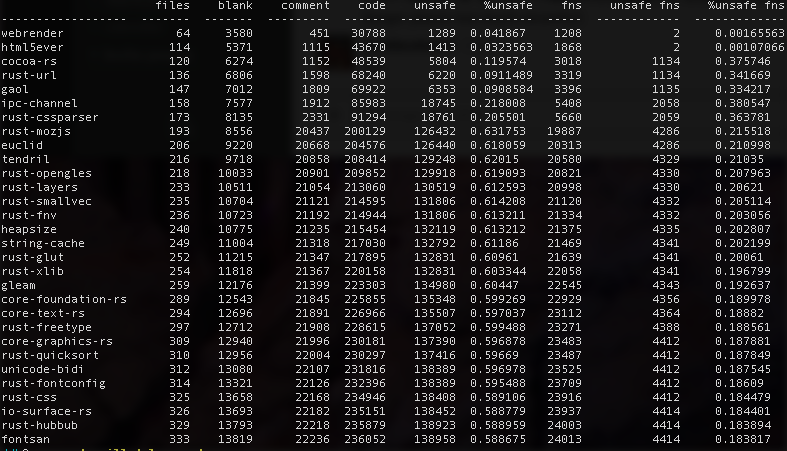 files blank comment code unsafe %unsafe fns unsafe fns %unsafe fns
------------------ ----- ----- ------- ------ ------ --------- ----- ---------- -----------
webrender 64 3580 451 30788 1289 0.041867 1208 2 0.00165563
html5ever 114 5371 1115 43670 1413 0.0323563 1868 2 0.00107066
cocoa-rs 120 6274 1152 48539 5804 0.119574 3018 1134 0.375746
rust-url 136 6806 1598 68240 6220 0.0911489 3319 1134 0.341669
gaol 147 7012 1809 69922 6353 0.0908584 3396 1135 0.334217
ipc-channel 158 7577 1912 85983 18745 0.218008 5408 2058 0.380547
rust-cssparser 173 8135 2331 91294 18761 0.205501 5660 2059 0.363781
rust-mozjs 193 8556 20437 200129 126432 0.631753 19887 4286 0.215518
euclid 206 9220 20668 204576 126440 0.618059 20313 4286 0.210998
tendril 216 9718 20858 208414 129248 0.62015 20580 4329 0.21035
rust-opengles 218 10033 20901 209852 129918 0.619093 20821 4330 0.207963
rust-layers 233 10511 21054 213060 130519 0.612593 20998 4330 0.20621
rust-smallvec 235 10704 21121 214595 131806 0.614208 21120 4332 0.205114
rust-fnv 236 10723 21192 214944 131806 0.613211 21334 4332 0.203056
heapsize 240 10775 21235 215454 132119 0.613212 21375 4335 0.202807
string-cache 249 11004 21318 217030 132792 0.61186 21469 4341 0.202199
rust-glut 252 11215 21347 217895 132831 0.60961 21639 4341 0.20061
rust-xlib 254 11818 21367 220158 132831 0.603344 22058 4341 0.196799
gleam 259 12176 21399 223303 134980 0.60447 22545 4343 0.192637
core-foundation-rs 289 12543 21845 225855 135348 0.599269 22929 4356 0.189978
core-text-rs 294 12696 21891 226966 135507 0.597037 23112 4364 0.18882
rust-freetype 297 12712 21908 228615 137052 0.599488 23271 4388 0.188561
core-graphics-rs 309 12940 21996 230181 137390 0.596878 23483 4412 0.187881
rust-quicksort 310 12956 22004 230297 137416 0.59669 23487 4412 0.187849
unicode-bidi 312 13080 22107 231816 138389 0.596978 23525 4412 0.187545
rust-fontconfig 314 13321 22126 232396 138389 0.595488 23709 4412 0.18609
rust-css 325 13658 22168 234946 138408 0.589106 23916 4412 0.184479
io-surface-rs 326 13693 22182 235151 138452 0.588779 23937 4414 0.184401
rust-hubbub 329 13793 22218 235879 138923 0.588959 24003 4414 0.183894
fontsan 333 13819 22236 236052 138958 0.588675 24013 4414 0.183817